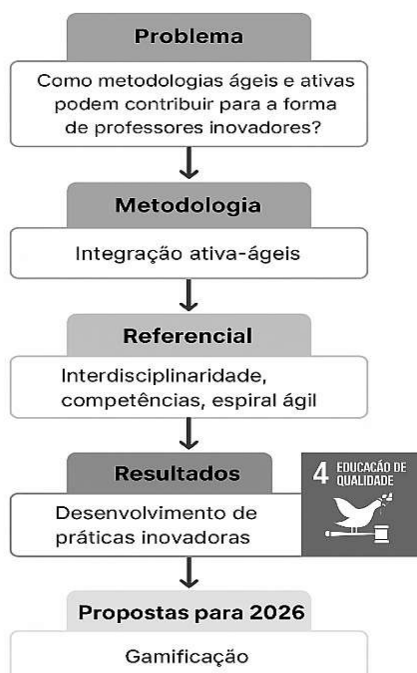 Problema
Como metodologias ágeis e ativas
podem contribuir para a forma
de professores inovadores?
Metodologia
Integração ativa-ágeis
Referencial
Interdisciplinaridade,
competências, espiral ágil
Resultados
4 EDUCAÇÃO DE
QUALIDADE
Desenvolvimento de
práticas inovadoras
Propostas para 2026
Gamificação